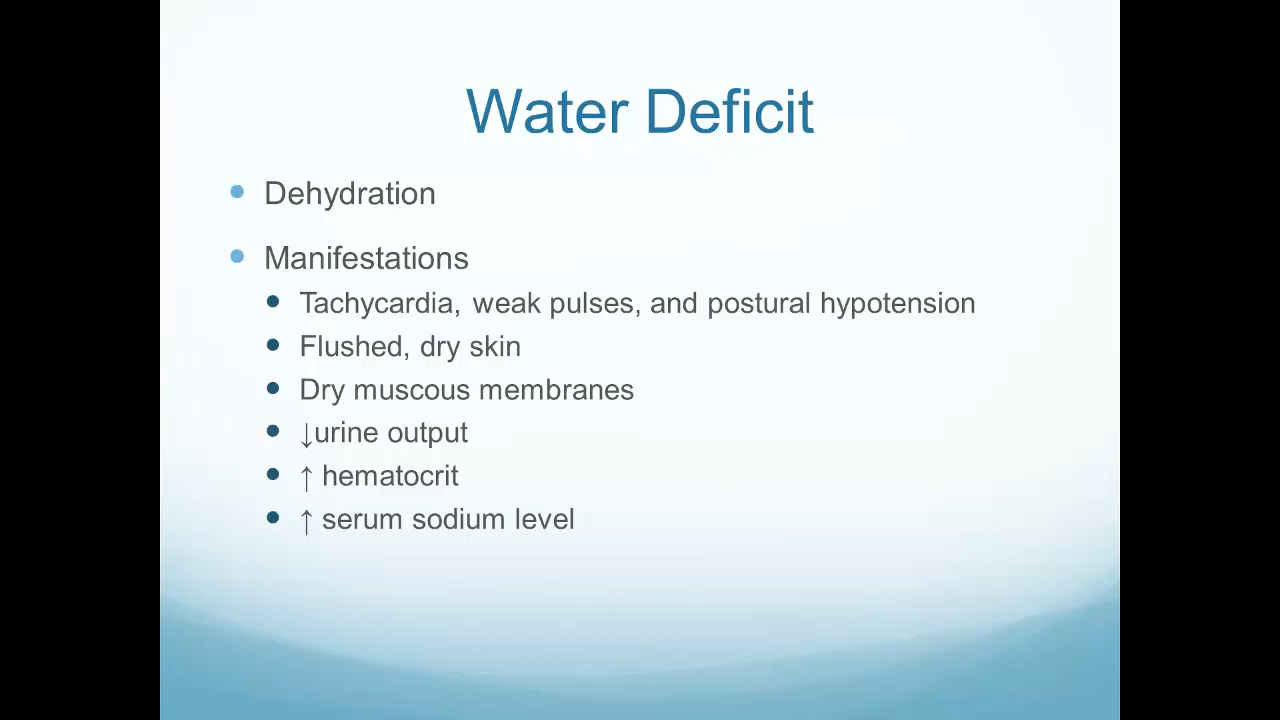 Water Deficit
Dehydration
Manifestations
Tachycardia, weak pulses, and postural hypotension
Flushed, dry skin
Dry muscous membranes
↓urine output
↑ hematocrit
↑ serum sodium level